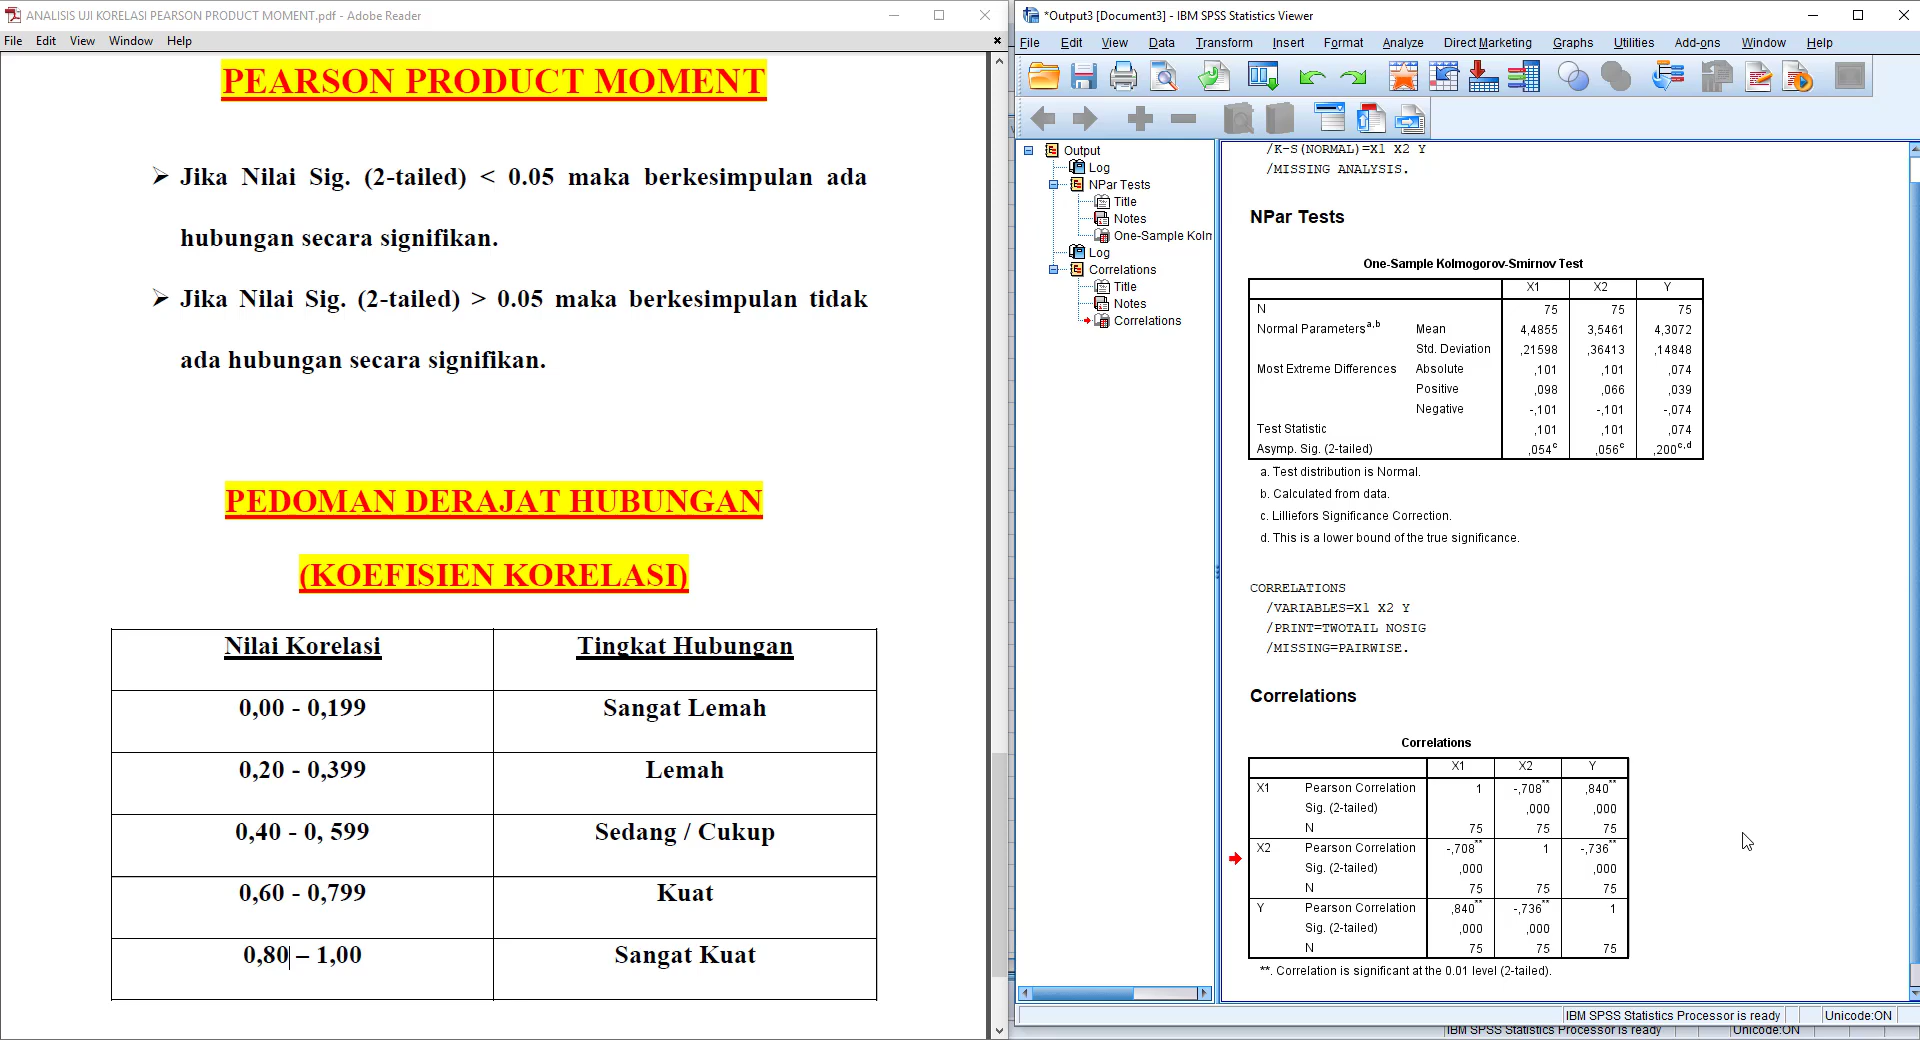 ANALISIS UJI KORELASI PEARSON PRODUCT MOMENT.pdf - Adobe Reader
File Edit View Window Help
PEARSON PRODUCT MOMENT
➢ Jika Nilai Sig. (2-tailed) < 0.05 maka berkesimpulan ada
hubungan secara signifikan.
➢ Jika Nilai Sig. (2-tailed) > 0.05 maka berkesimpulan tidak
ada hubungan secara signifikan.
PEDOMAN DERAJAT HUBUNGAN
(KOEFISIEN KORELASI)
Nilai Korelasi Tingkat Hubungan
0,00 - 0,199 Sangat Lemah
0,20 - 0,399 Lemah
0,40 - 0, 599 Sedang / Cukup
0,60 - 0,799 Kuat
0,80 – 1,00 Sangat Kuat
*Output3 [Document3] - IBM SPSS Statistics Viewer
File Edit View Data Transform Insert Format Analyze Direct Marketing Graphs Utilities Add-ons Window Help
Output
Log
NPar Tests
Title
Notes
One-Sample Kolm
Log
Correlations
Title
Notes
Correlations
/K-S(NORMAL)=X1 X2 Y
/MISSING ANALYSIS.
NPar Tests
One-Sample Kolmogorov-Smirnov Test
X1 X2 Y
N 75 75 75
Normal Parameters a,b Mean 4,4855 3,5461 4,3072
Std. Deviation ,21598 ,36413 ,14848
Most Extreme Differences Absolute ,101 ,101 ,074
Positive ,098 ,066 ,039
Negative -,101 -,101 -,074
Test Statistic ,101 ,101 ,074
Asymp. Sig. (2-tailed) ,054c ,056c ,200c,d
a. Test distribution is Normal.
b. Calculated from data.
c. Lilliefors Significance Correction.
d. This is a lower bound of the true significance.
CORRELATIONS
/VARIABLES=X1 X2 Y
/PRINT=TWOTAIL NOSIG
/MISSING=PAIRWISE.
Correlations
Correlations
X1 X2 Y
X1 Pearson Correlation 1 -,708** ,840**
Sig. (2-tailed) ,000 ,000
N 75 75 75
X2 Pearson Correlation -,708** 1 -,736**
Sig. (2-tailed) ,000 ,000
N 75 75 75
Y Pearson Correlation ,840** -,736** 1
Sig. (2-tailed) ,000 ,000
N 75 75 75
**. Correlation is significant at the 0.01 level (2-tailed).
IBM SPSS Statistics Processor is ready Unicode:ON
IBM SPSS Statistics Processor is ready Unicode:ON